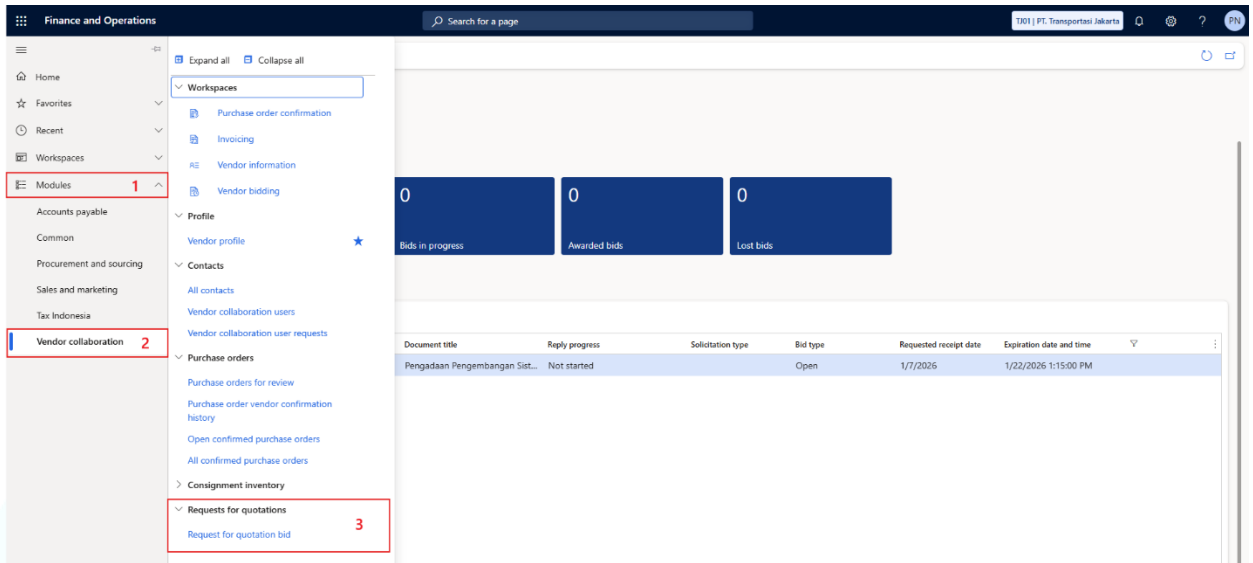 Finance and Operations
Search for a page
TJ01 | PT. Transportasi Jakarta
?
PN
Home
Favorites
Recent
Workspaces
Modules 1
Accounts payable
Common
Procurement and sourcing
Sales and marketing
Tax Indonesia
Vendor collaboration 2
Expand all Collapse all
Workspaces
Purchase order confirmation
Invoicing
Vendor information
Vendor bidding
Profile
Vendor profile
Contacts
All contacts
Vendor collaboration users
Vendor collaboration user requests
Purchase orders
Purchase orders for review
Purchase order vendor confirmation
history
Open confirmed purchase orders
All confirmed purchase orders
Consignment inventory
Requests for quotations
3
Request for quotation bid
0 0 0
Bids in progress Awarded bids Lost bids
Document title Reply progress Solicitation type Bid type Requested receipt date Expiration date and time
Pengadaan Pengembangan Sist... Not started Open 1/7/2026 1/22/2026 1:15:00 PM